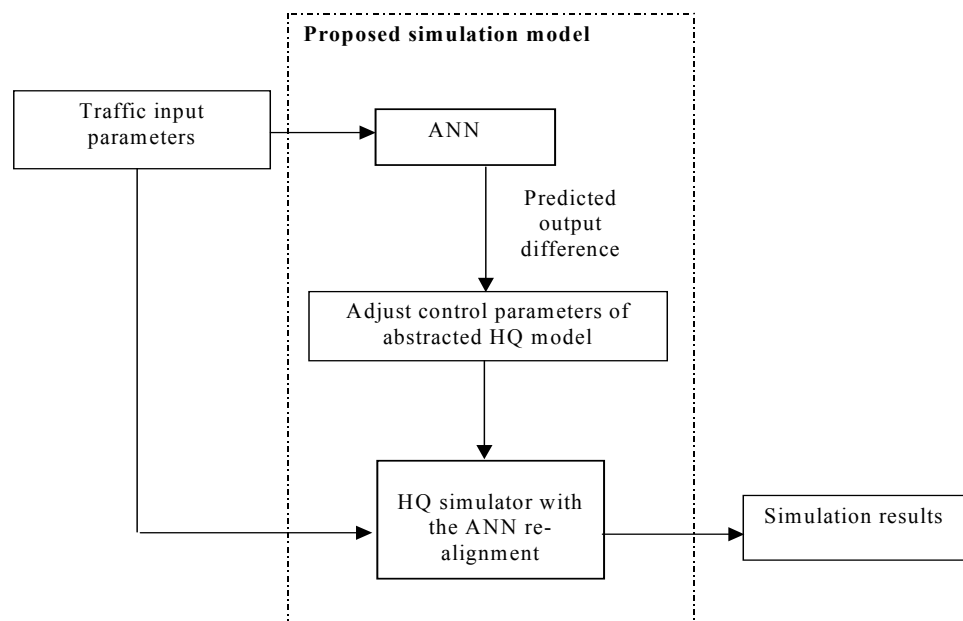 Proposed simulation model
Traffic input
parameters
ANN
Predicted
output
difference
Adjust control parameters of
abstracted HQ model
HQ simulator with
the ANN re-
alignment
Simulation results